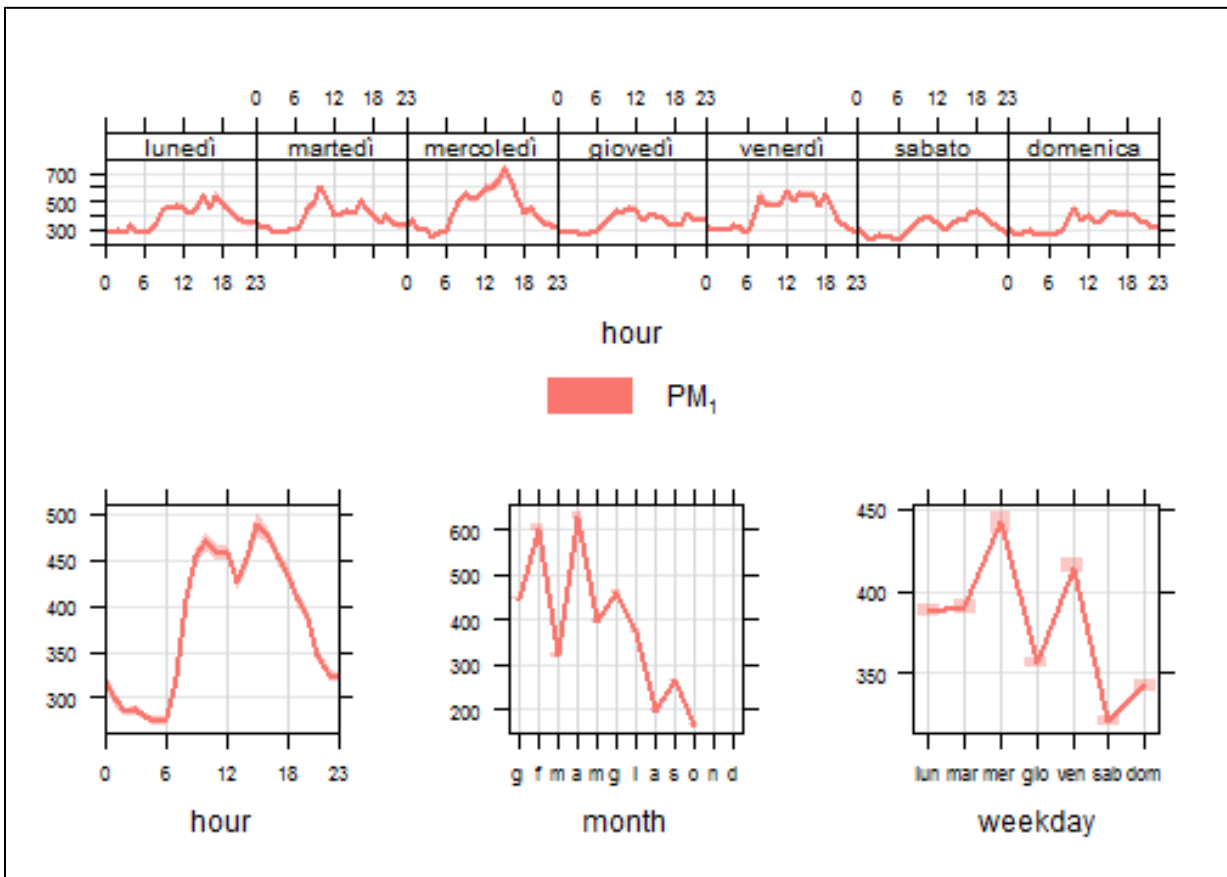 0 6 12 18 23 0 6 12 18 23 0 6 12 18 23
lunedì martedì mercoledì giovedì venerdì sabato domenica
700
500
300
0 6 12 18 23 0 6 12 18 23 0 6 12 18 23 0 6 12 18 23
hour
PM₁
500
450
400
350
300
0 6 12 18 23
hour
600
500
400
300
200
g f m a m g l a s o n d
month
450
400
350
lun mar mer gio ven sab dom
weekday